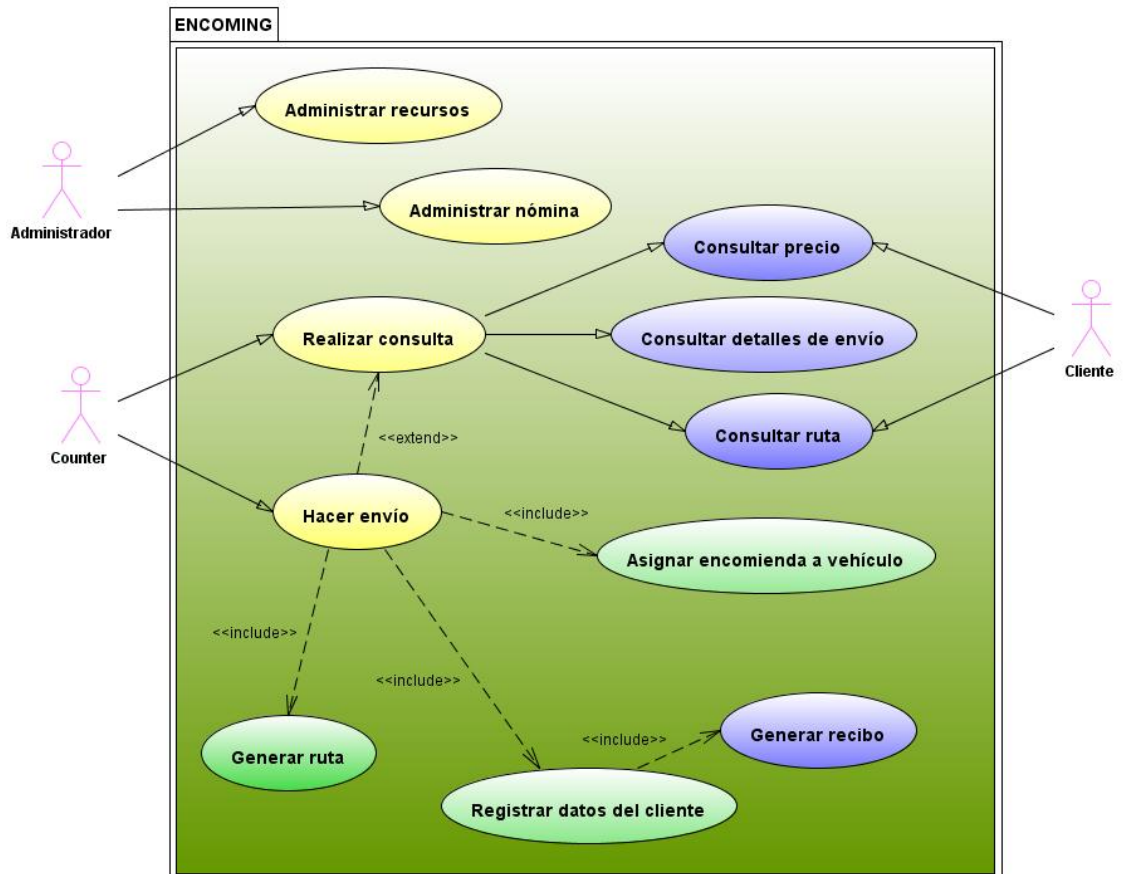 ENCOMING
Administrar recursos
Administrador
Administrar nómina
Consultar precio
Realizar consulta
Consultar detalles de envío
Cliente
Counter
<<extend>>
Consultar ruta
Hacer envío
<<include>>
Asignar encomienda a vehículo
<<include>>
<<include>>
Generar ruta
<<include>>
Generar recibo
Registrar datos del cliente